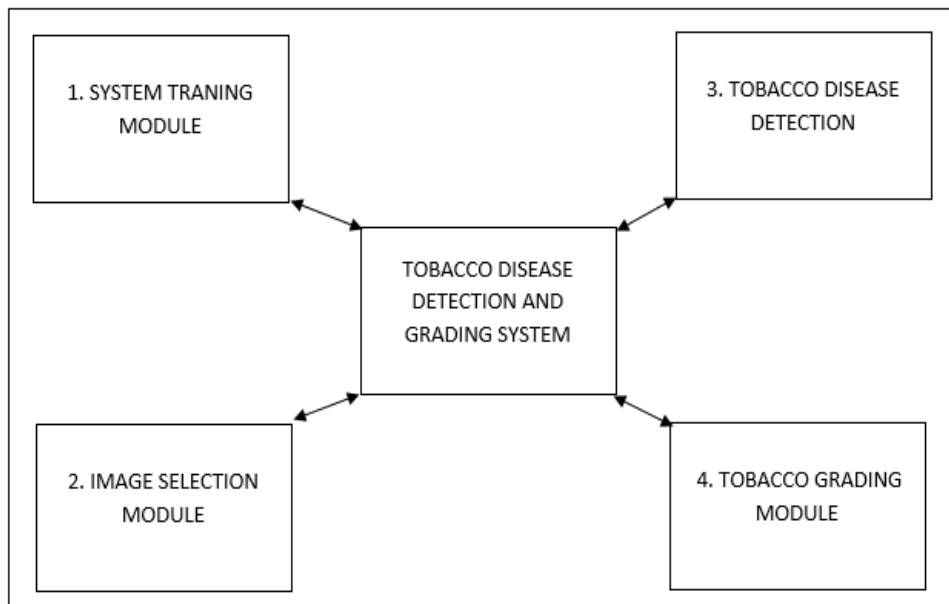 1. SYSTEM TRANING
MODULE
3. TOBACCO DISEASE
DETECTION
TOBACCO DISEASE
DETECTION AND
GRADING SYSTEM
2. IMAGE SELECTION
MODULE
4. TOBACCO GRADING
MODULE